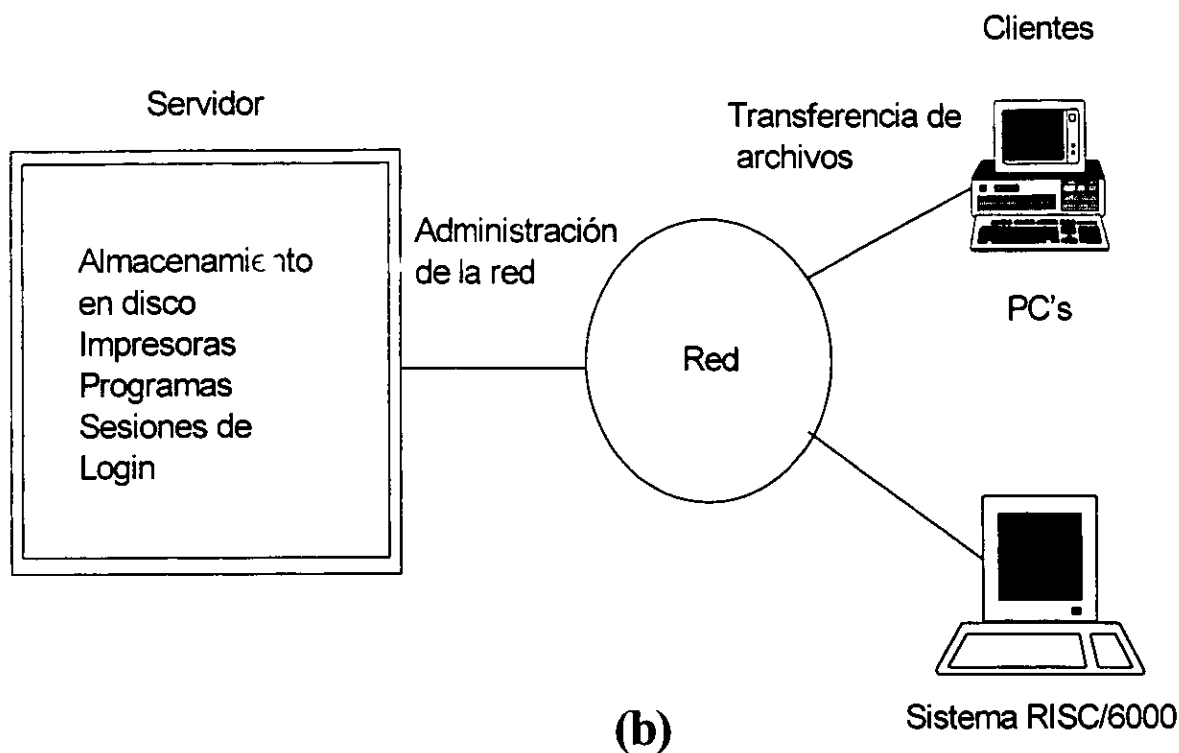 Clientes
Servidor
Transferencia de
archivos
Administración
de la red
Almacenamiento
en disco
Impresoras
Programas
Sesiones de
Login
Red
PC's
Sistema RISC/6000
(b)